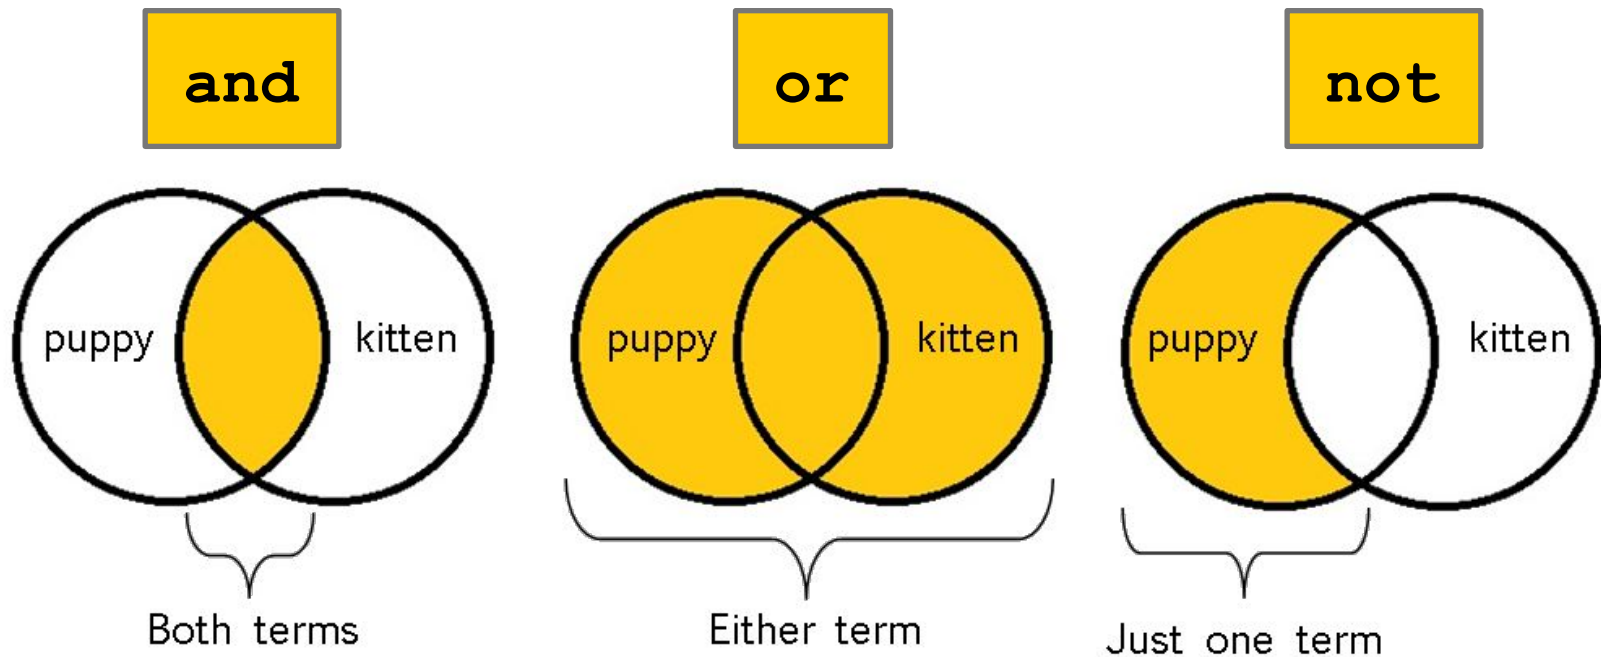 and
or
not
puppy
kitten
puppy
kitten
puppy
kitten
Both terms
Either term
Just one term